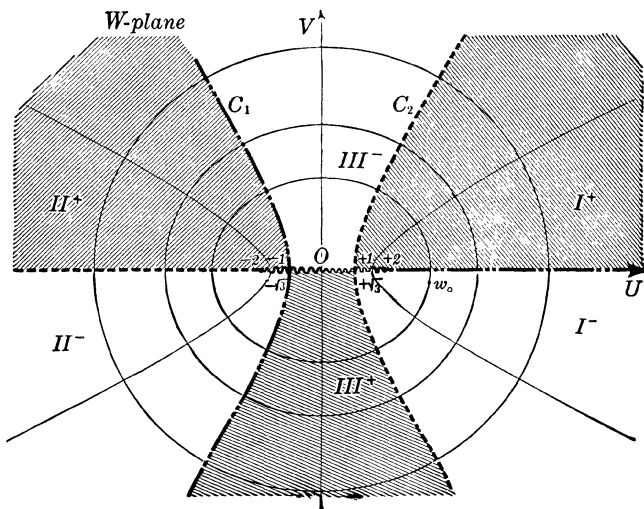 W-plane
V
C₁
C₂
III⁻
II⁺
I⁺
-2 -1 O +1 +2
-√3 +√3 w₀
U
II⁻
I⁻
III⁺